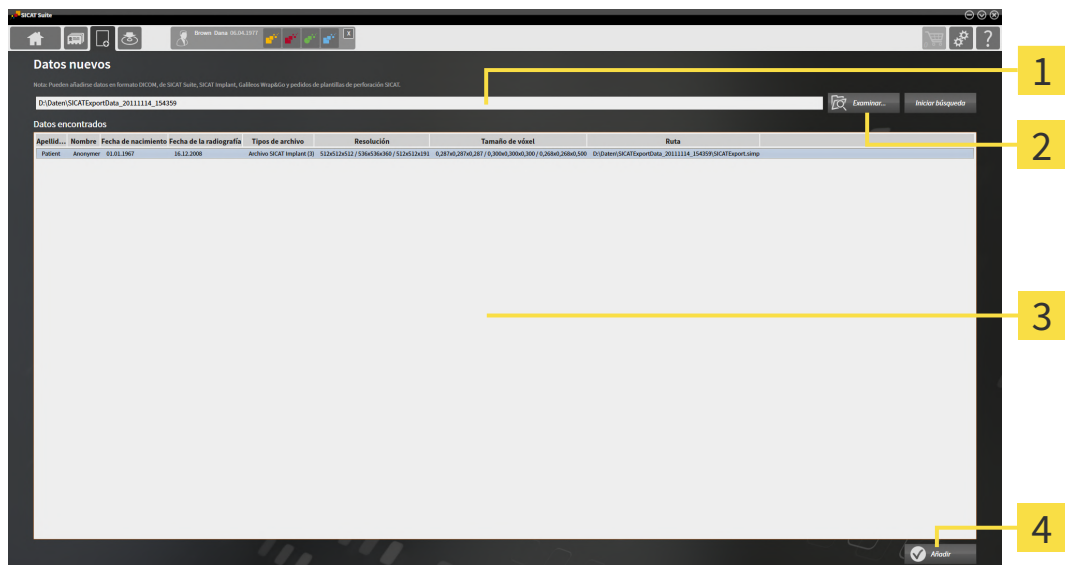 SICAT Suite
Brown Dana 06.04.1977
x
?
Datos nuevos
Nota: Pueden añadirse datos en formato DICOM, de SICAT Suite, SICAT Implant, Galileos Wrap&Go y pedidos de plantillas de perforación SICAT.
D:\Daten\SICATExportData_20111114_154359
Examinar...
Iniciar búsqueda
Datos encontrados
Apellid... Nombre Fecha de nacimiento Fecha de la radiografía Tipos de archivo Resolución Tamaño de vóxel Ruta
Patient Anonymer 01.01.1967 16.12.2008 Archivo SICAT Implant (3) 512x512x512 / 536x536x360 / 512x512x191 0,287x0,287x0,287 / 0,300x0,300x0,300 / 0,268x0,268x0,500 D:\Daten\SICATExportData_20111114_154359\SICATExport.simp
Añadir
1
2
3
4